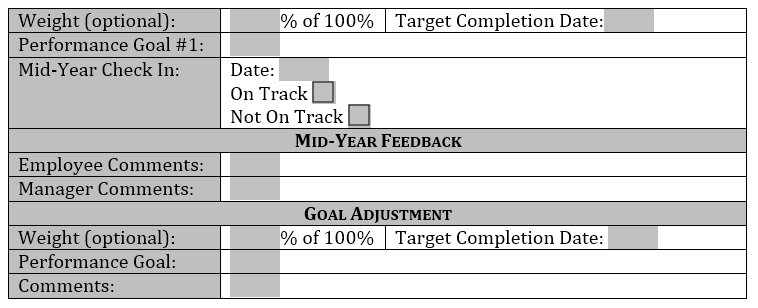 Weight (optional): % of 100% Target Completion Date:
Performance Goal #1:
Mid-Year Check In: Date:
On Track
Not On Track
MID-YEAR FEEDBACK
Employee Comments:
Manager Comments:
GOAL ADJUSTMENT
Weight (optional): % of 100% Target Completion Date:
Performance Goal:
Comments: